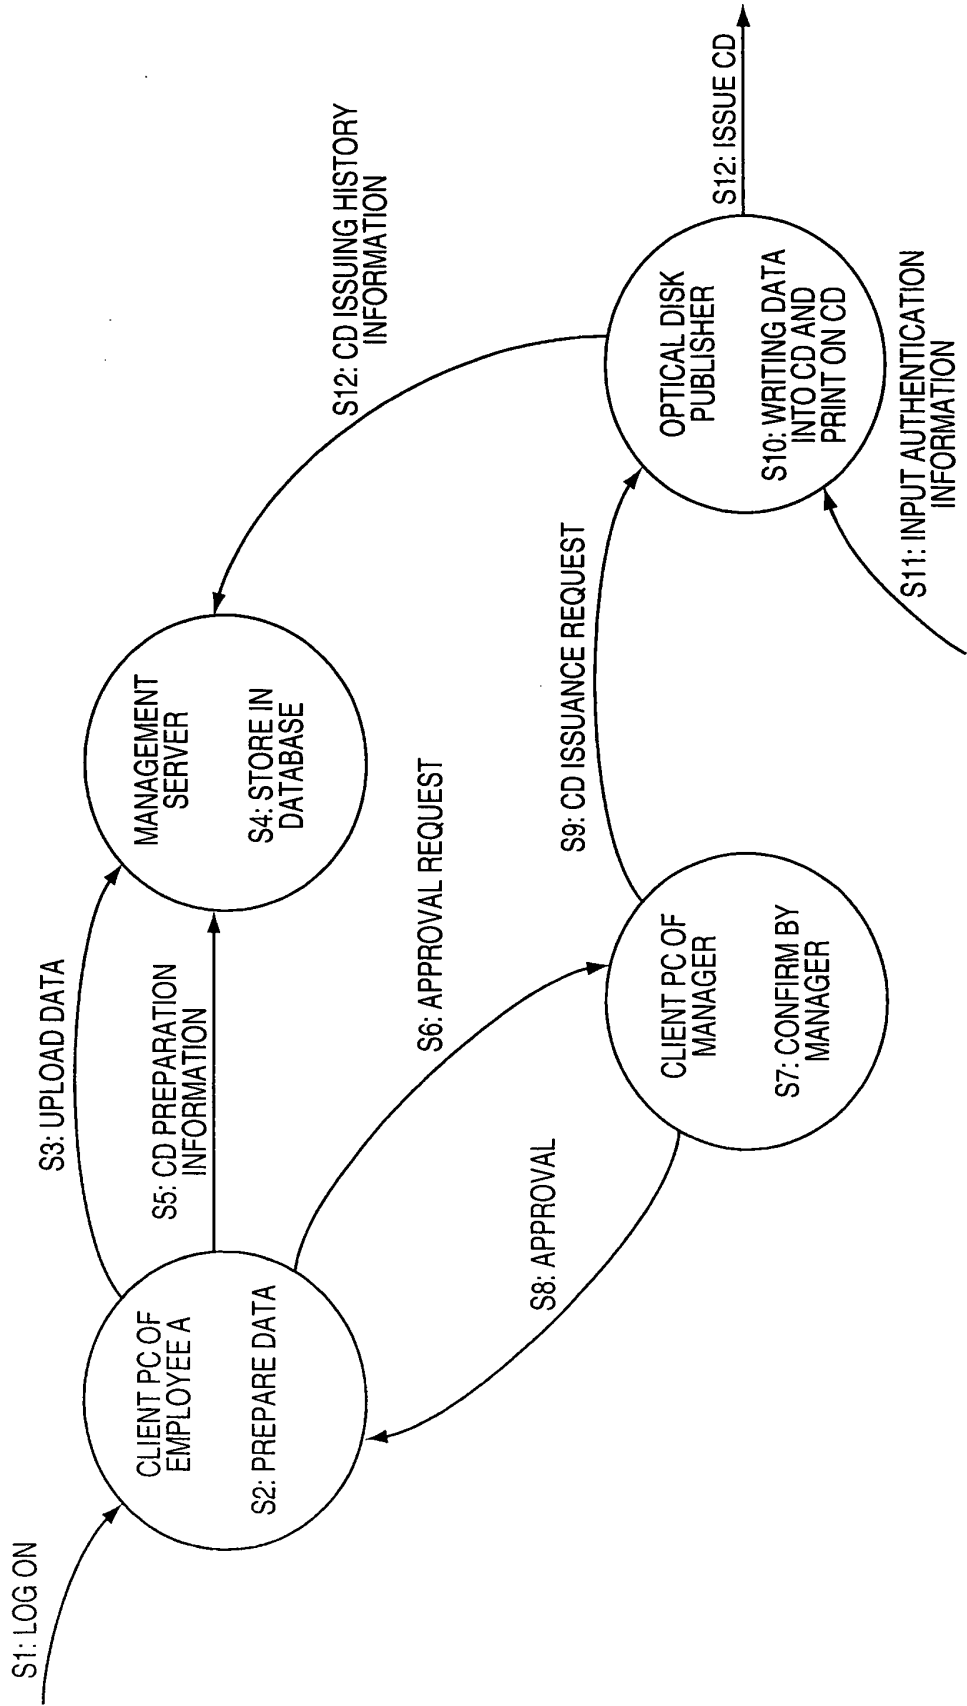 S1: LOG ON
CLIENT PC OF
EMPLOYEE A
S2: PREPARE DATA
S3: UPLOAD DATA
S5: CD PREPARATION
INFORMATION
MANAGEMENT
SERVER
S4: STORE IN
DATABASE
S6: APPROVAL REQUEST
S8: APPROVAL
CLIENT PC OF
MANAGER
S7: CONFIRM BY
MANAGER
S9: CD ISSUANCE REQUEST
S12: CD ISSUING HISTORY
INFORMATION
OPTICAL DISK
PUBLISHER
S10: WRITING DATA
INTO CD AND
PRINT ON CD
S11: INPUT AUTHENTICATION
INFORMATION
S12: ISSUE CD